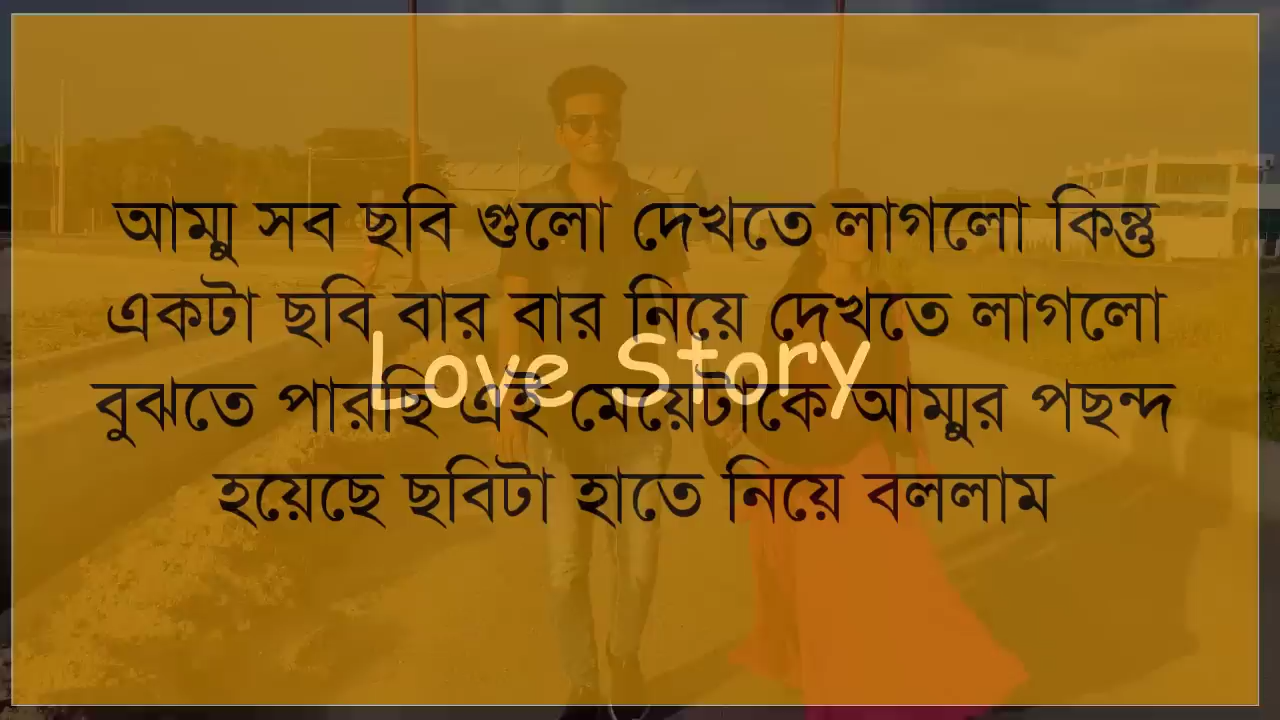 আম্মু সব ছবি গুলো দেখতে লাগলো কিন্তু
একটা ছবি বার বার নিয়ে দেখতে লাগলো
Love Story
বুঝতে পারছি এই মেয়েটাকে আম্মুর পছন্দ
হয়েছে ছবিটা হাতে নিয়ে বললাম